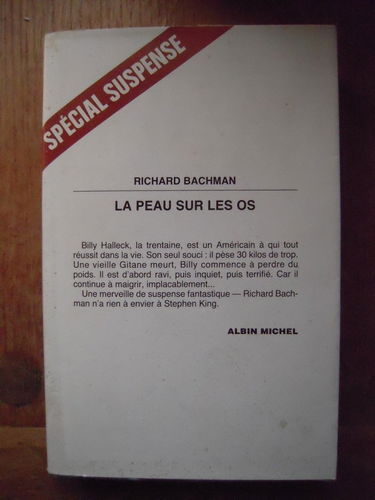 SPÉCIAL SUSPENSE
RICHARD BACHMAN
LA PEAU SUR LES OS
Billy Halleck, la trentaine, est un Américain à qui tout
réussit dans la vie. Son seul souci : il pèse 30 kilos de trop.
Une vieille Gitane meurt, Billy commence à perdre du
poids. Il est d'abord ravi, puis inquiet, puis terrifié. Car il
continue à maigrir, implacablement...
Une merveille de suspense fantastique — Richard Bach-
man n'a rien à envier à Stephen King.
ALBIN MICHEL